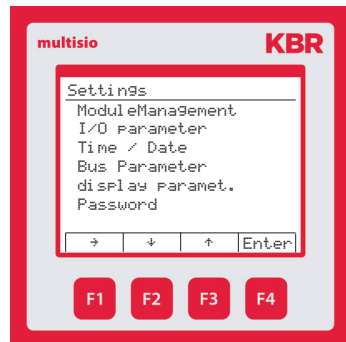 multisio KBR
Settings
ModuleManagement
I/O parameter
Time / Date
Bus Parameter
display paramet.
Password
→ ↓ ↑ Enter
F1 F2 F3 F4